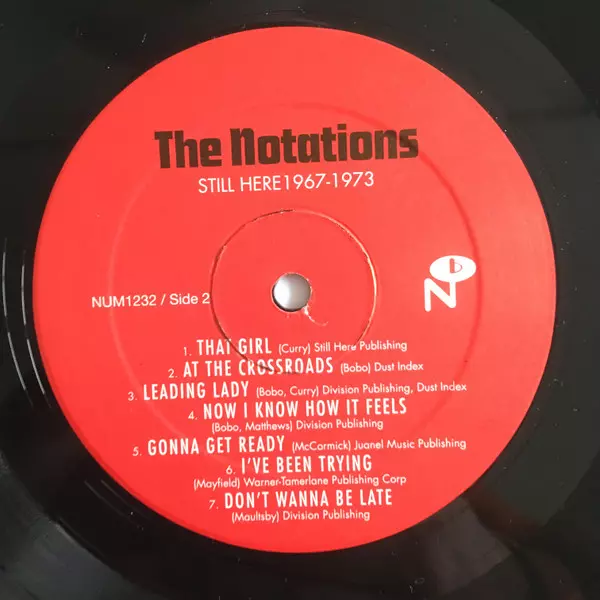 The Notations
STILL HERE 1967-1973
NUM1232 / Side 2
N
1. THAT GIRL (Curry) Still Here Publishing
2. AT THE CROSSROADS (Bobo) Dust Index
3. LEADING LADY (Bobo, Curry) Division Publishing, Dust Index
4. NOW I KNOW HOW IT FEELS
(Bobo, Matthews) Division Publishing
5. GONNA GET READY (McCormick) Juanel Music Publishing
6. I'VE BEEN TRYING
(Mayfield) Warner-Tamerlane Publishing Corp
7. DON'T WANNA BE LATE
(Maultsby) Division Publishing